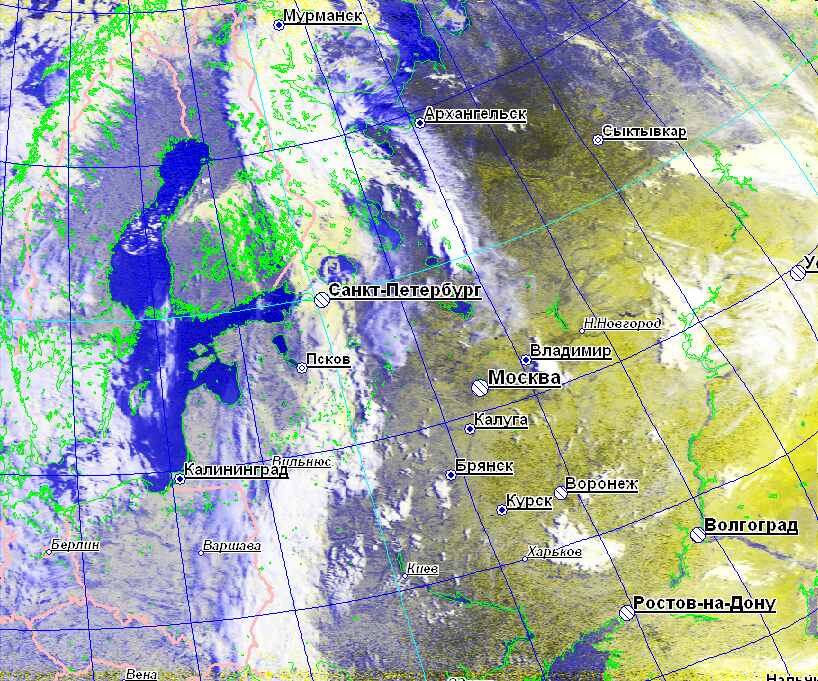 Мурманск
Архангельск
Сыктывкар
Санкт-Петербург
Н.Новгород
Владимир
Псков
Москва
Калуга
Вильнюс
Калининград
Брянск
Воронеж
Курск
Волгоград
Берлин
Варшава
Харьков
Киев
Ростов-на-Дону
Вена